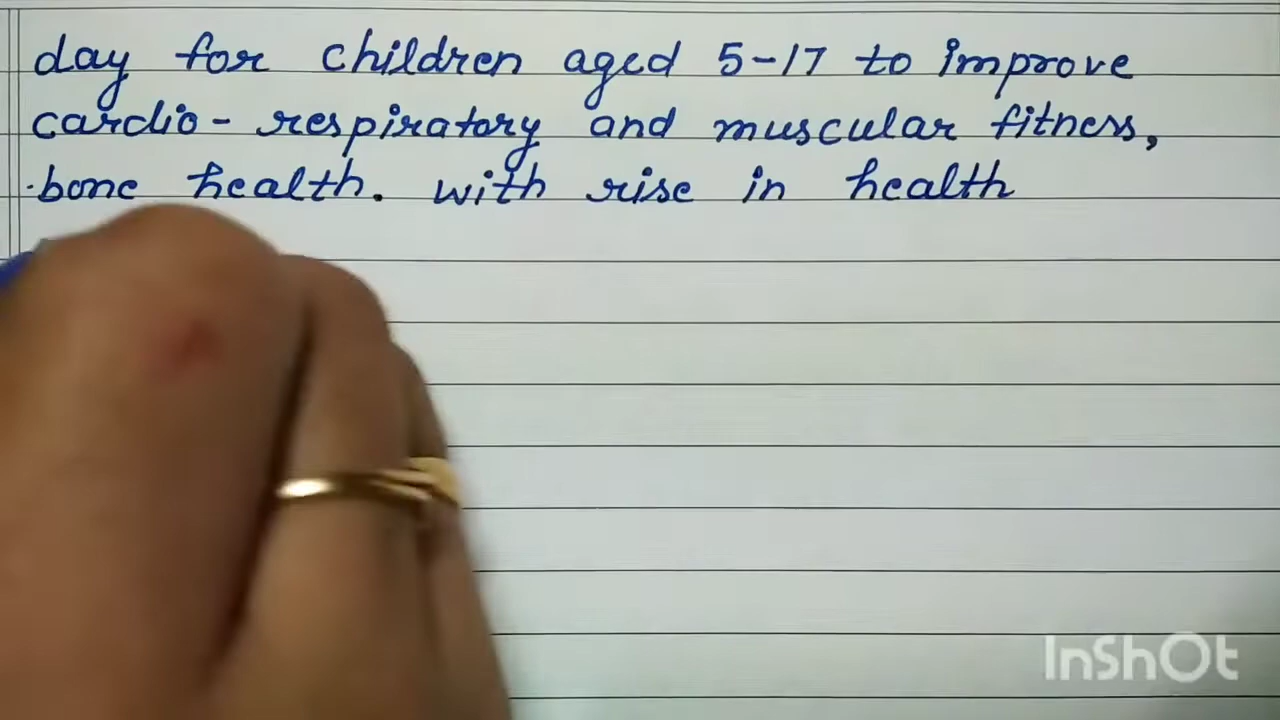 day for children aged 5-17 to improve
cardio - respiratory and muscular fitness,
bone health. with rise in health
InShOt